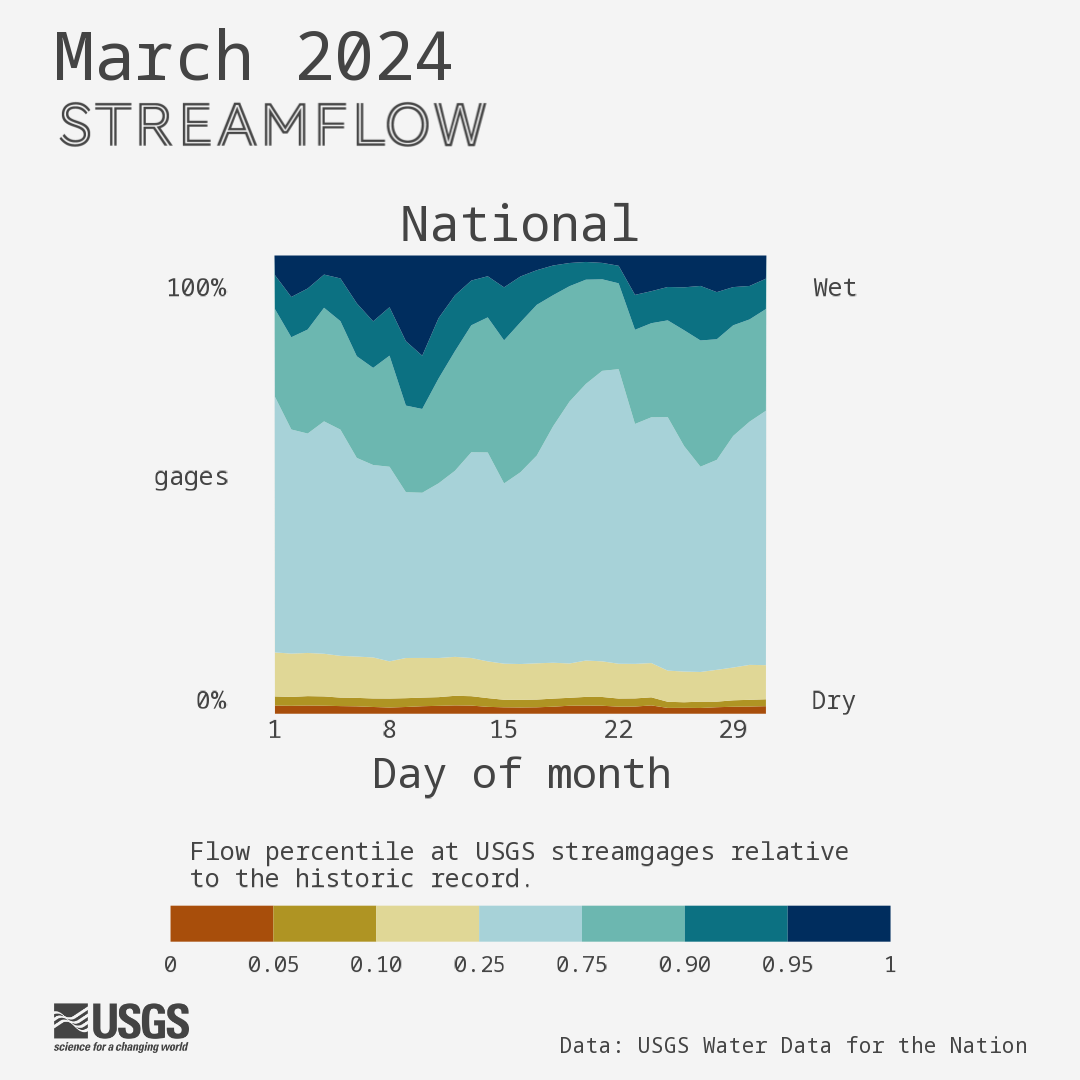 March 2024
STREAMFLOW
National
100%
Wet
gages
0%
Dry
1 8 15 22 29
Day of month
Flow percentile at USGS streamgages relative
to the historic record.
0 0.05 0.10 0.25 0.75 0.90 0.95 1
USGS
science for a changing world
Data: USGS Water Data for the Nation